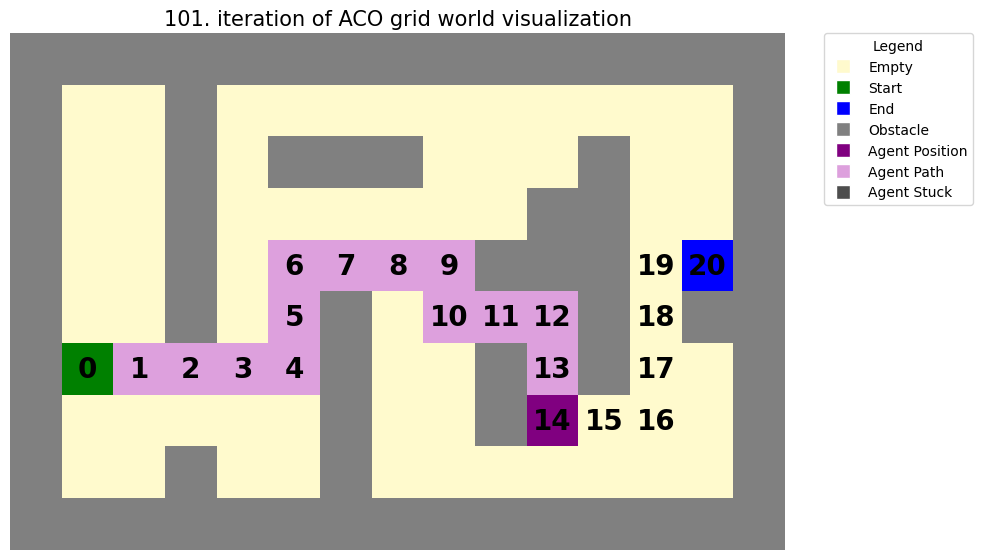 101. iteration of ACO grid world visualization
Legend
Empty
Start
End
Obstacle
Agent Position
Agent Path
Agent Stuck
6 7 8 9 19 20
5 10 11 12 18
0 1 2 3 4 13 17
14 15 16